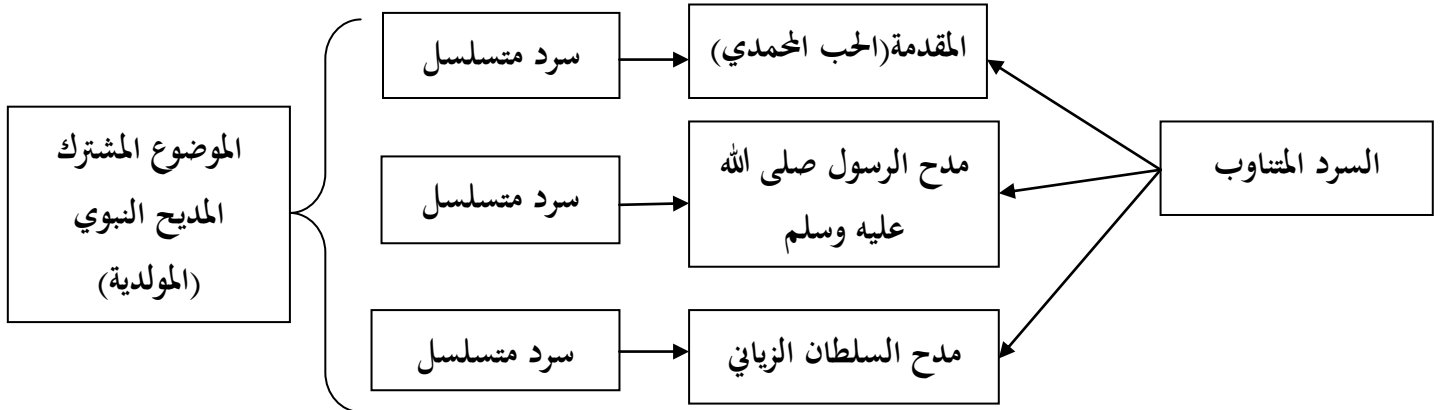 السرد المتناوب
المقدمة(الحب المحمدي)
سرد متسلسل
مدح الرسول صلى الله
عليه وسلم
سرد متسلسل
مدح السلطان الزياني
سرد متسلسل
الموضوع المشترك
المديح النبوي
(المولدية)